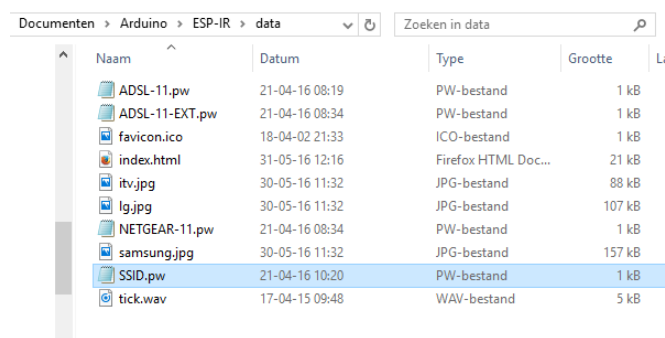 Documenten > Arduino > ESP-IR > data Zoeken in data
Naam Datum Type Grootte
ADSL-11.pw 21-04-16 08:19 PW-bestand 1 kB
ADSL-11-EXT.pw 21-04-16 08:34 PW-bestand 1 kB
favicon.ico 18-04-02 21:33 ICO-bestand 1 kB
index.html 31-05-16 12:16 Firefox HTML Doc... 21 kB
itv.jpg 30-05-16 11:32 JPG-bestand 88 kB
lg.jpg 30-05-16 11:32 JPG-bestand 107 kB
NETGEAR-11.pw 21-04-16 08:34 PW-bestand 1 kB
samsung.jpg 30-05-16 11:32 JPG-bestand 157 kB
SSID.pw 21-04-16 10:20 PW-bestand 1 kB
tick.wav 17-04-15 09:48 WAV-bestand 5 kB